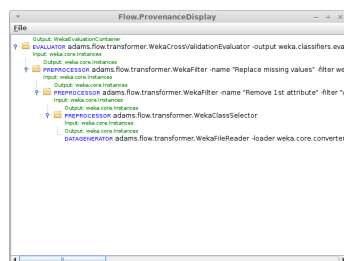 Flow.ProvenanceDisplay
File
Output: WekaEvaluationContainer
EVALUATOR adams.flow.transformer.WekaCrossValidationEvaluator -output weka.classifiers.eva
Input: weka.core.Instances
Output: weka.core.Instances
PREPROCESSOR adams.flow.transformer.WekaFilter -name "Replace missing values" -filter we
Input: weka.core.Instances
Output: weka.core.Instances
PREPROCESSOR adams.flow.transformer.WekaFilter -name "Remove 1st attribute" -filter "
Input: weka.core.Instances
Output: weka.core.Instances
PREPROCESSOR adams.flow.transformer.WekaClassSelector
Input: weka.core.Instances
Output: weka.core.Instances
DATAGENERATOR adams.flow.transformer.WekaFileReader -loader weka.core.converte